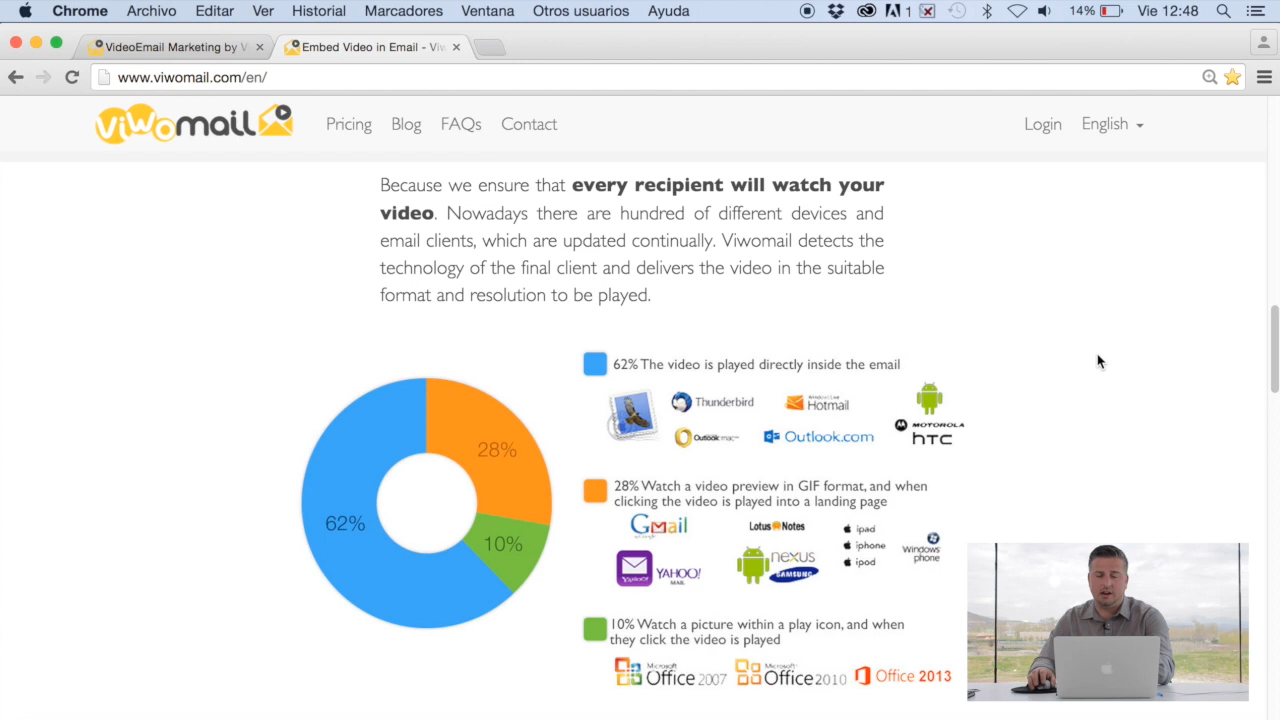 Chrome Archivo Editar Ver Historial Marcadores Ventana Otros usuarios Ayuda 1 14% Vie 12:48
VideoEmail Marketing by V
Embed Video in Email - Viw
www.viwomail.com/en/
viwomail Pricing Blog FAQs Contact Login English
Because we ensure that every recipient will watch your
video. Nowadays there are hundred of different devices and
email clients, which are updated continually. Viwomail detects the
technology of the final client and delivers the video in the suitable
format and resolution to be played.
62% The video is played directly inside the email
Thunderbird
Hotmail
Outlook mac
Outlook.com
MOTOROLA
hTC
28%
62%
10%
28% Watch a video preview in GIF format, and when
clicking the video is played into a landing page
Gmail
Lotus Notes
ipad
iphone
ipod
Windows
phone
YAHOO!
MAIL
YAHOO!
MAIL
nexus
SAMSUNG
10% Watch a picture within a play icon, and when
they click the video is played
Microsoft
Office 2007
Microsoft
Office 2010
Office 2013